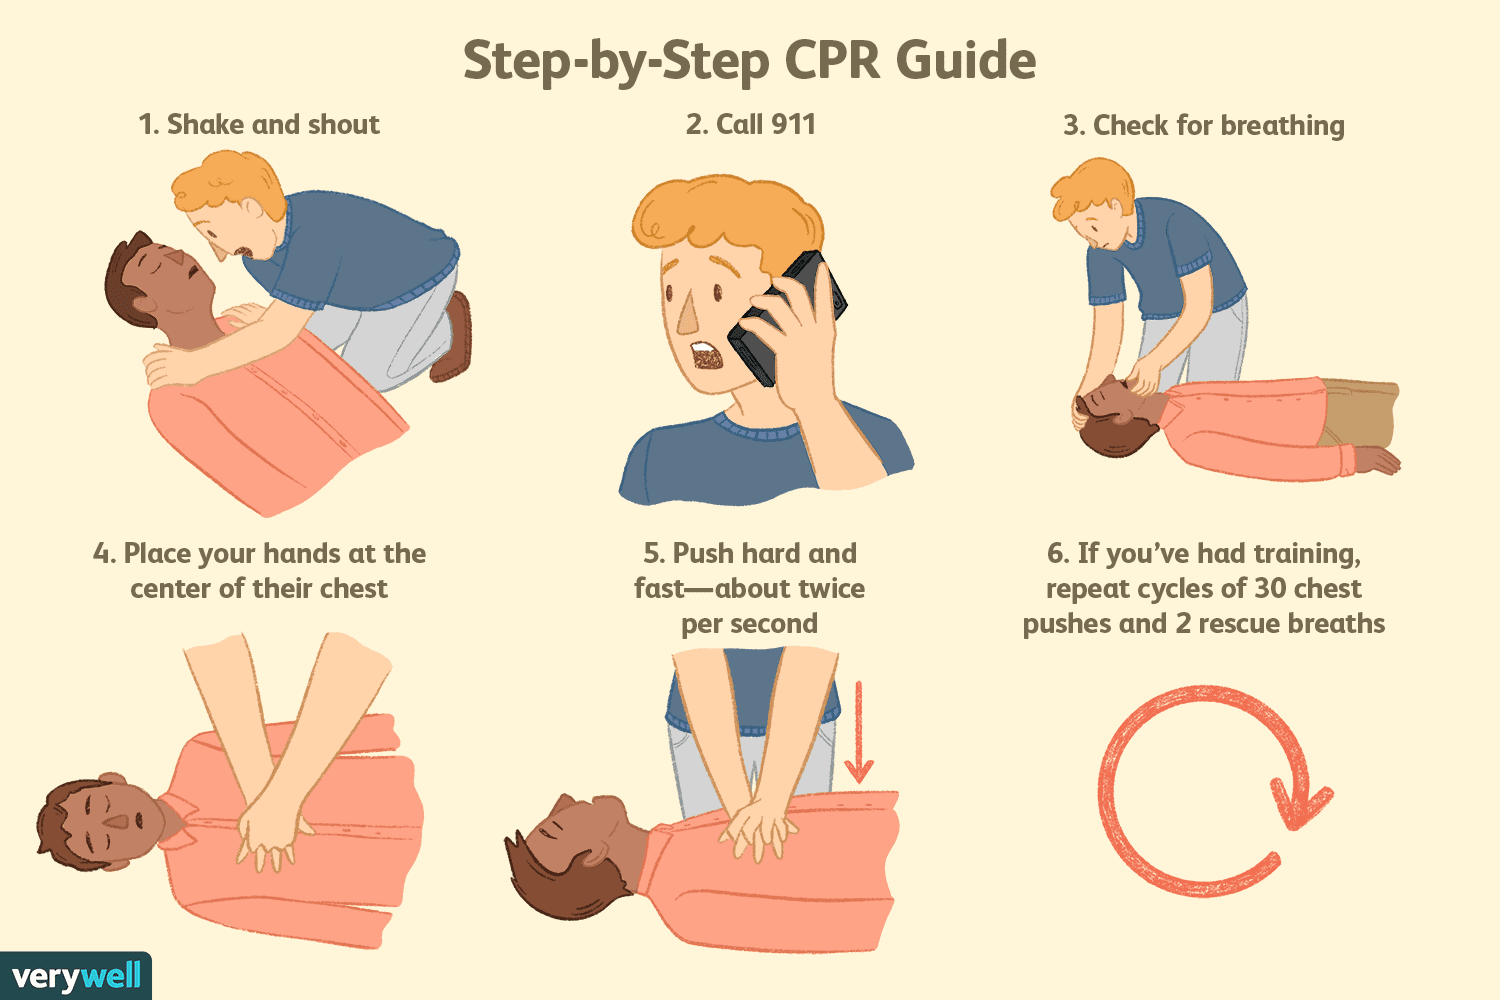 Step-by-Step CPR Guide
1. Shake and shout
2. Call 911
3. Check for breathing
4. Place your hands at the
center of their chest
5. Push hard and
fast—about twice
per second
6. If you’ve had training,
repeat cycles of 30 chest
pushes and 2 rescue breaths
verywell